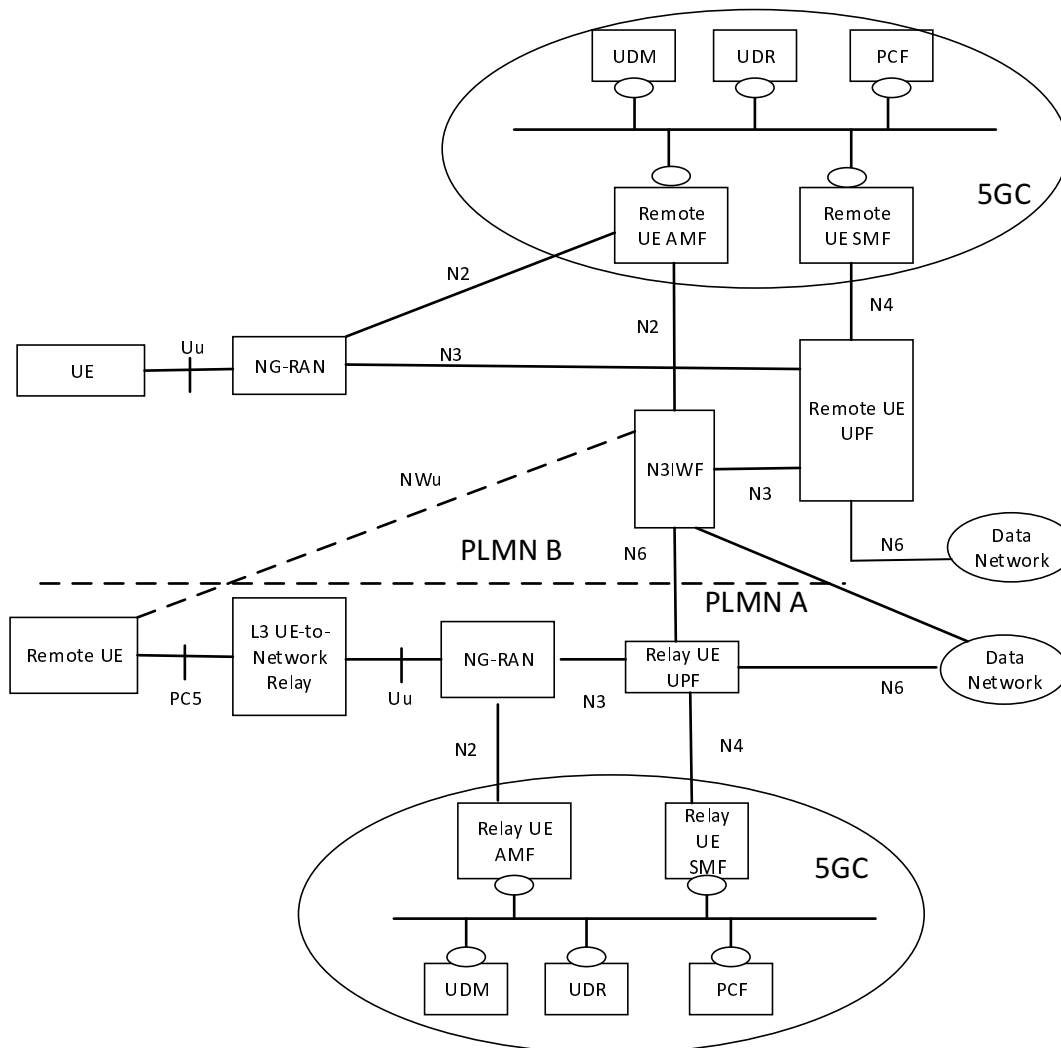 UDM
UDR
PCF
5GC
Remote
UE AMF
Remote
UE SMF
N2
N2
N4
Uu
UE
NG-RAN
N3
Remote UE
UPF
N3IWF
NWu
N3
N6
Data
Network
PLMN B
N6
PLMN A
Remote UE
L3 UE-to-
Network
Relay
NG-RAN
Relay UE
UPF
Data
Network
PC5
Uu
N3
N6
N2
N4
Relay UE
AMF
Relay
UE
SMF
5GC
UDM
UDR
PCF